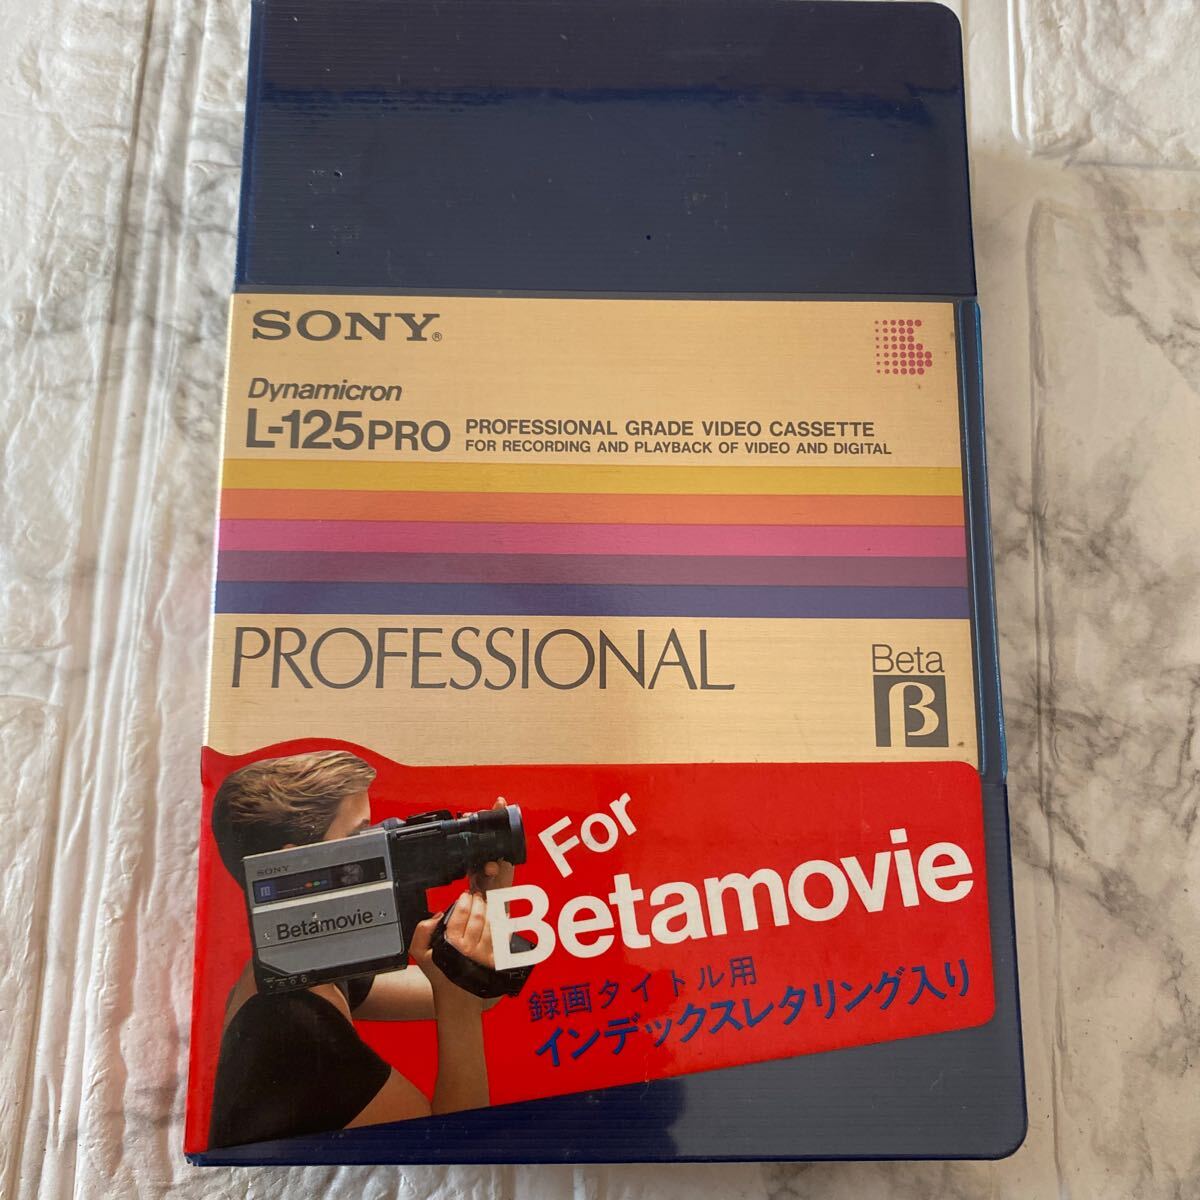 SONY®
Dynamicron
L-125PRO
PROFESSIONAL GRADE VIDEO CASSETTE
FOR RECORDING AND PLAYBACK OF VIDEO AND DIGITAL
PROFESSIONAL
Beta
β
For
Betamovie
SONY
Betamovie
録画タイトル用
インデックスレタリング入り